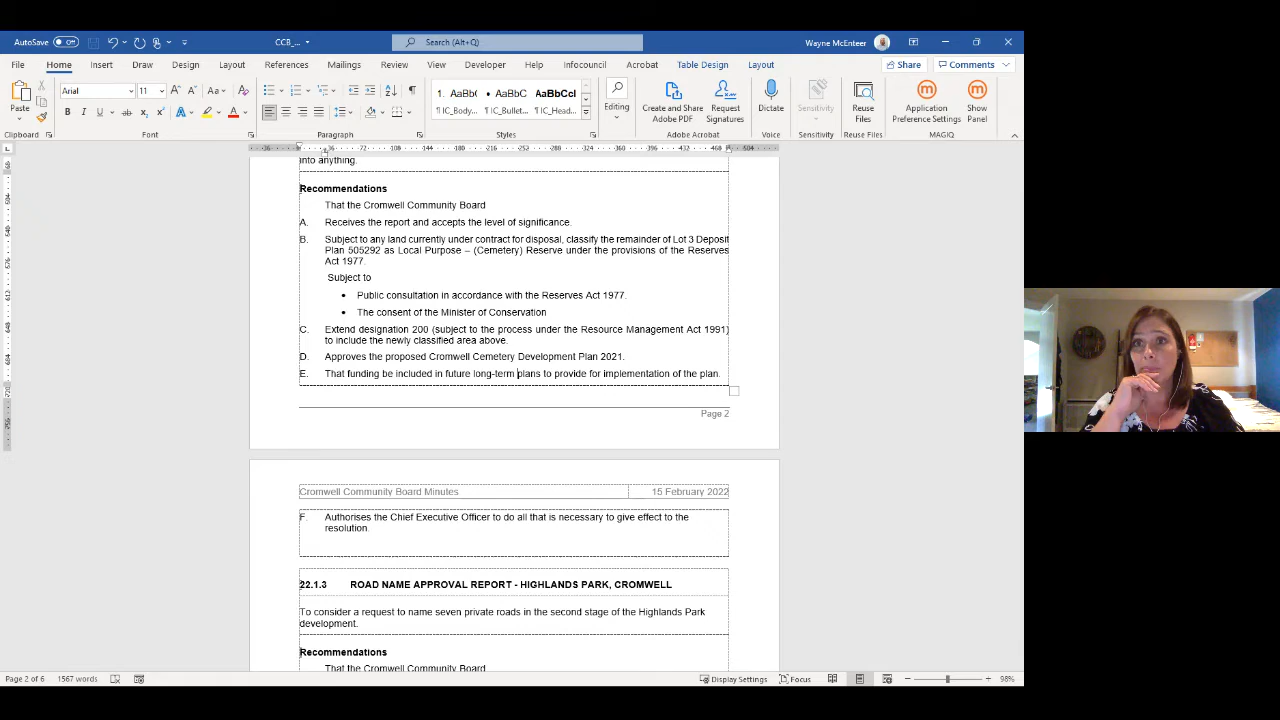 AutoSave Off CCB_... Search (Alt+Q) Wayne McEnteer
File Home Insert Draw Design Layout References Mailings Review View Developer Help Infocouncil Acrobat Table Design Layout Share Comments
Paste Arial 11 1. AaBbC • AaBbC AaBbCcI Editing Create and Share Adobe PDF Request Signatures Dictate Sensitivity Reuse Files Application Preference Settings Show Panel
¶ IC_Body... ¶ IC_Bullet... ¶ IC_Head...
Clipboard Font Paragraph Styles Adobe Acrobat Voice Sensitivity Reuse Files MAGIQ
into anything.
Recommendations
That the Cromwell Community Board
A. Receives the report and accepts the level of significance.
B. Subject to any land currently under contract for disposal, classify the remainder of Lot 3 Deposit
Plan 505292 as Local Purpose – (Cemetery) Reserve under the provisions of the Reserves
Act 1977.
Subject to
• Public consultation in accordance with the Reserves Act 1977.
• The consent of the Minister of Conservation
C. Extend designation 200 (subject to the process under the Resource Management Act 1991)
to include the newly classified area above.
D. Approves the proposed Cromwell Cemetery Development Plan 2021.
E. That funding be included in future long-term plans to provide for implementation of the plan.
Page 2
Cromwell Community Board Minutes 15 February 2022
F. Authorises the Chief Executive Officer to do all that is necessary to give effect to the
resolution.
22.1.3 ROAD NAME APPROVAL REPORT - HIGHLANDS PARK, CROMWELL
To consider a request to name seven private roads in the second stage of the Highlands Park
development.
Recommendations
That the Cromwell Community Board
Page 2 of 6 1567 words Display Settings Focus 98%